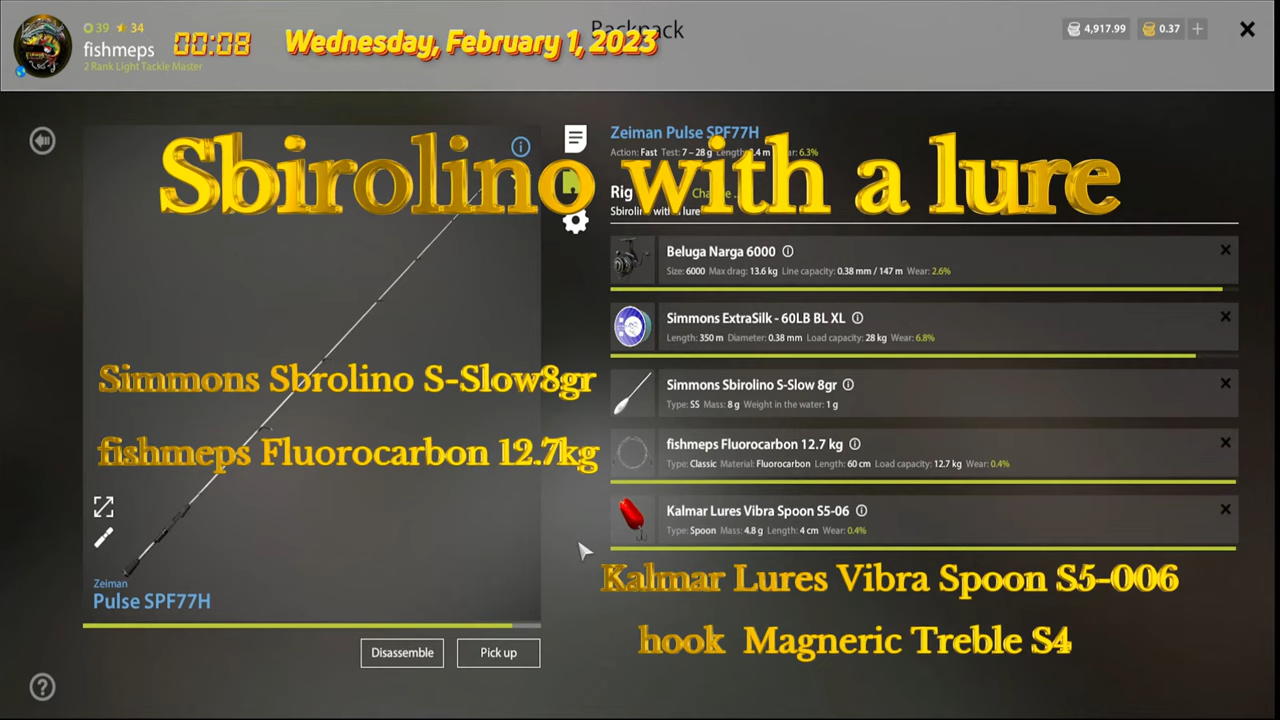 39 34
fishmeps
2 Rank Light Tackle Master
00:08
Wednesday, February 1, 2023
Backpack
4,917.99
0.37
Sbirolino with a lure
Zeiman Pulse SPF77H
Action: Fast Test: 7 – 28 g Length: 2.4 m Wear: 6.3%
Rig
Sbirolino with a lure
Beluga Narga 6000
Size: 6000 Max drag: 13.6 kg Line capacity: 0.38 mm / 147 m Wear: 2.6%
Simmons ExtraSilk - 60LB BL XL
Length: 350 m Diameter: 0.38 mm Load capacity: 28 kg Wear: 6.8%
Simmons Sbirolino S-Slow 8gr
Type: SS Mass: 8 g Weight in the water: 1 g
fishmeps Fluorocarbon 12.7 kg
Type: Classic Material: Fluorocarbon Length: 60 cm Load capacity: 12.7 kg Wear: 0.4%
Kalmar Lures Vibra Spoon S5-06
Type: Spoon Mass: 4.8 g Length: 4 cm Wear: 0.4%
Simmons Sbrolino S-Slow8gr
fishmeps Fluorocarbon 12.7kg
Kalmar Lures Vibra Spoon S5-006
hook Magneric Treble S4
Zeiman
Pulse SPF77H
Disassemble
Pick up